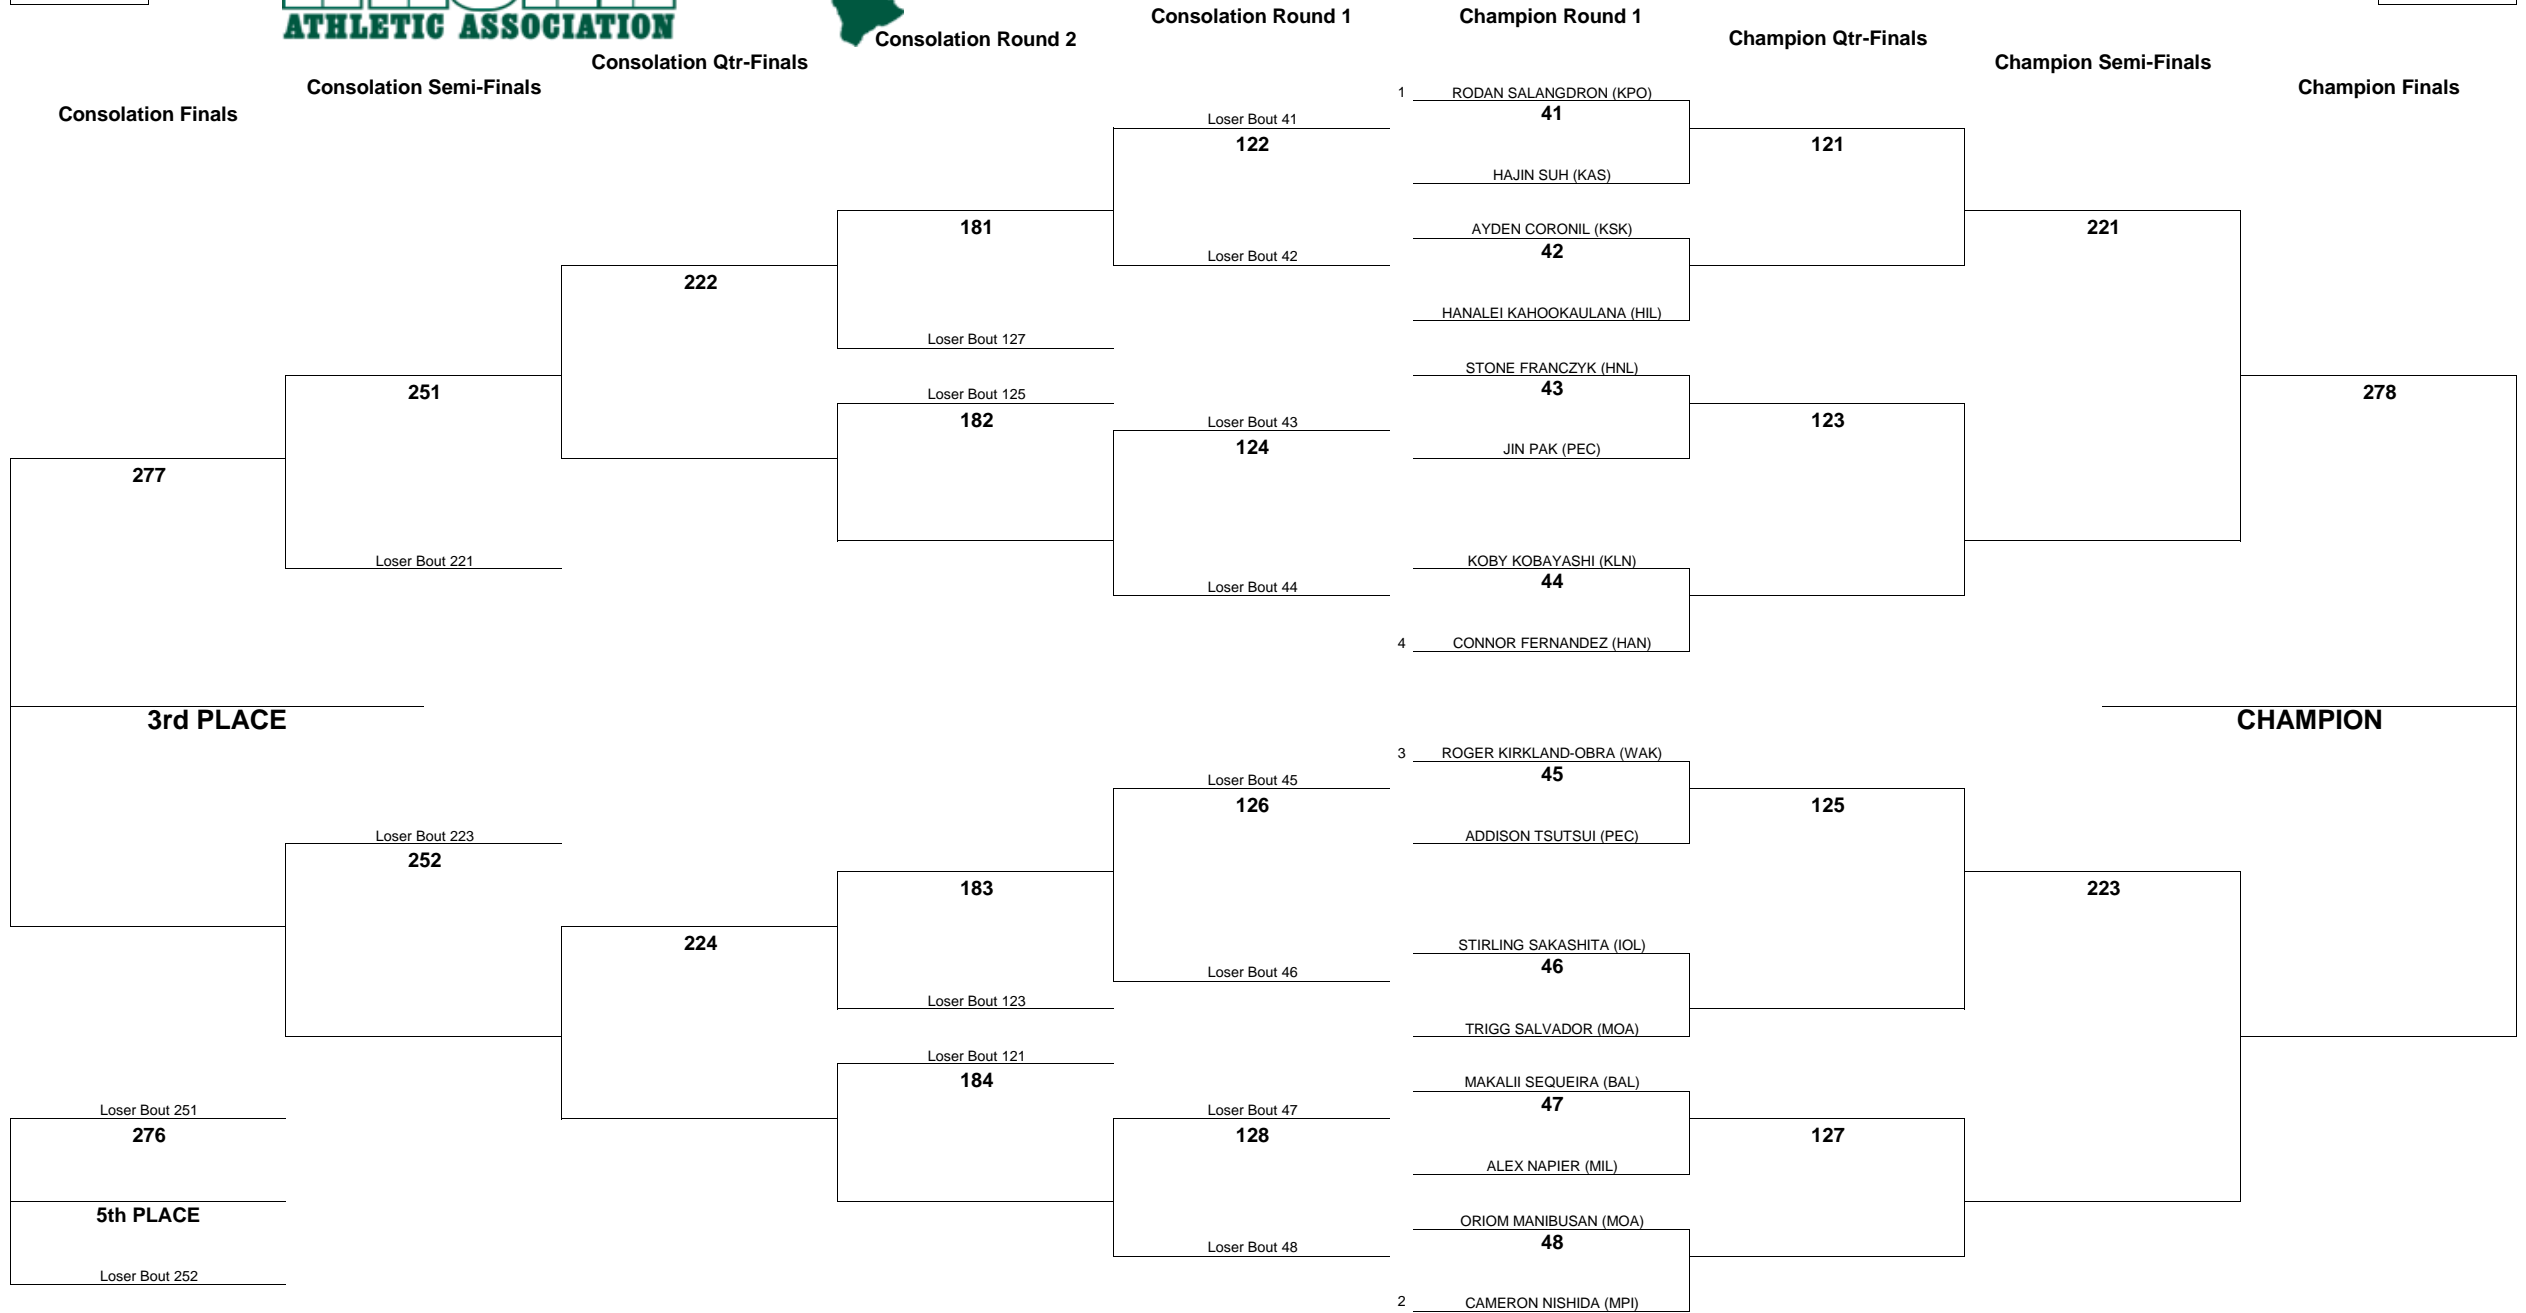 ATHLETIC ASSOCIATION
Consolation Round 1
Champion Round 1
Consolation Round 2
Champion Qtr-Finals
Consolation Qtr-Finals
Champion Semi-Finals
Consolation Semi-Finals
Champion Finals
Consolation Finals
1 RODAN SALANGDRON (KPO)
41
Loser Bout 41
122
121
HAJIN SUH (KAS)
181
AYDEN CORONIL (KSK)
221
42
Loser Bout 42
222
HANALEI KAHOOKAULANA (HIL)
Loser Bout 127
STONE FRANCZYK (HNL)
251
Loser Bout 125
43
278
182
Loser Bout 43
123
124
JIN PAK (PEC)
277
Loser Bout 221
KOBY KOBAYASHI (KLN)
44
Loser Bout 44
4 CONNOR FERNANDEZ (HAN)
3rd PLACE
CHAMPION
3 ROGER KIRKLAND-OBRA (WAK)
45
Loser Bout 45
126
125
Loser Bout 223
ADDISON TSUTSUI (PEC)
252
183
223
224
STIRLING SAKASHITA (IOL)
46
Loser Bout 46
Loser Bout 123
TRIGG SALVADOR (MOA)
Loser Bout 121
184
MAKALII SEQUEIRA (BAL)
47
Loser Bout 251
Loser Bout 47
276
128
127
ALEX NAPIER (MIL)
5th PLACE
ORIOM MANIBUSAN (MOA)
48
Loser Bout 48
Loser Bout 252
2 CAMERON NISHIDA (MPI)